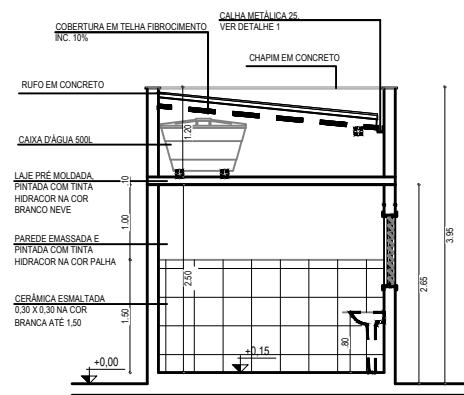 COBERTURA EM TELHA FIBROCIMENTO
INC. 10%
CALHA METÁLICA 25.
VER DETALHE 1
CHAPIM EM CONCRETO
RUFO EM CONCRETO
CAIXA D'ÁGUA 500L
LAJE PRÉ MOLDADA,
PINTADA COM TINTA
HIDRACOR NA COR
BRANCO NEVE
PAREDE EMASSADA E
PINTADA COM TINTA
HIDRACOR NA COR PALHA
CERÂMICA ESMALTADA
0,30 X 0,30 NA COR
BRANCA ATÉ 1,50
1.20
.10
1.00
2.50
1.50
.80
2.65
3.95
+0,00
+0,15